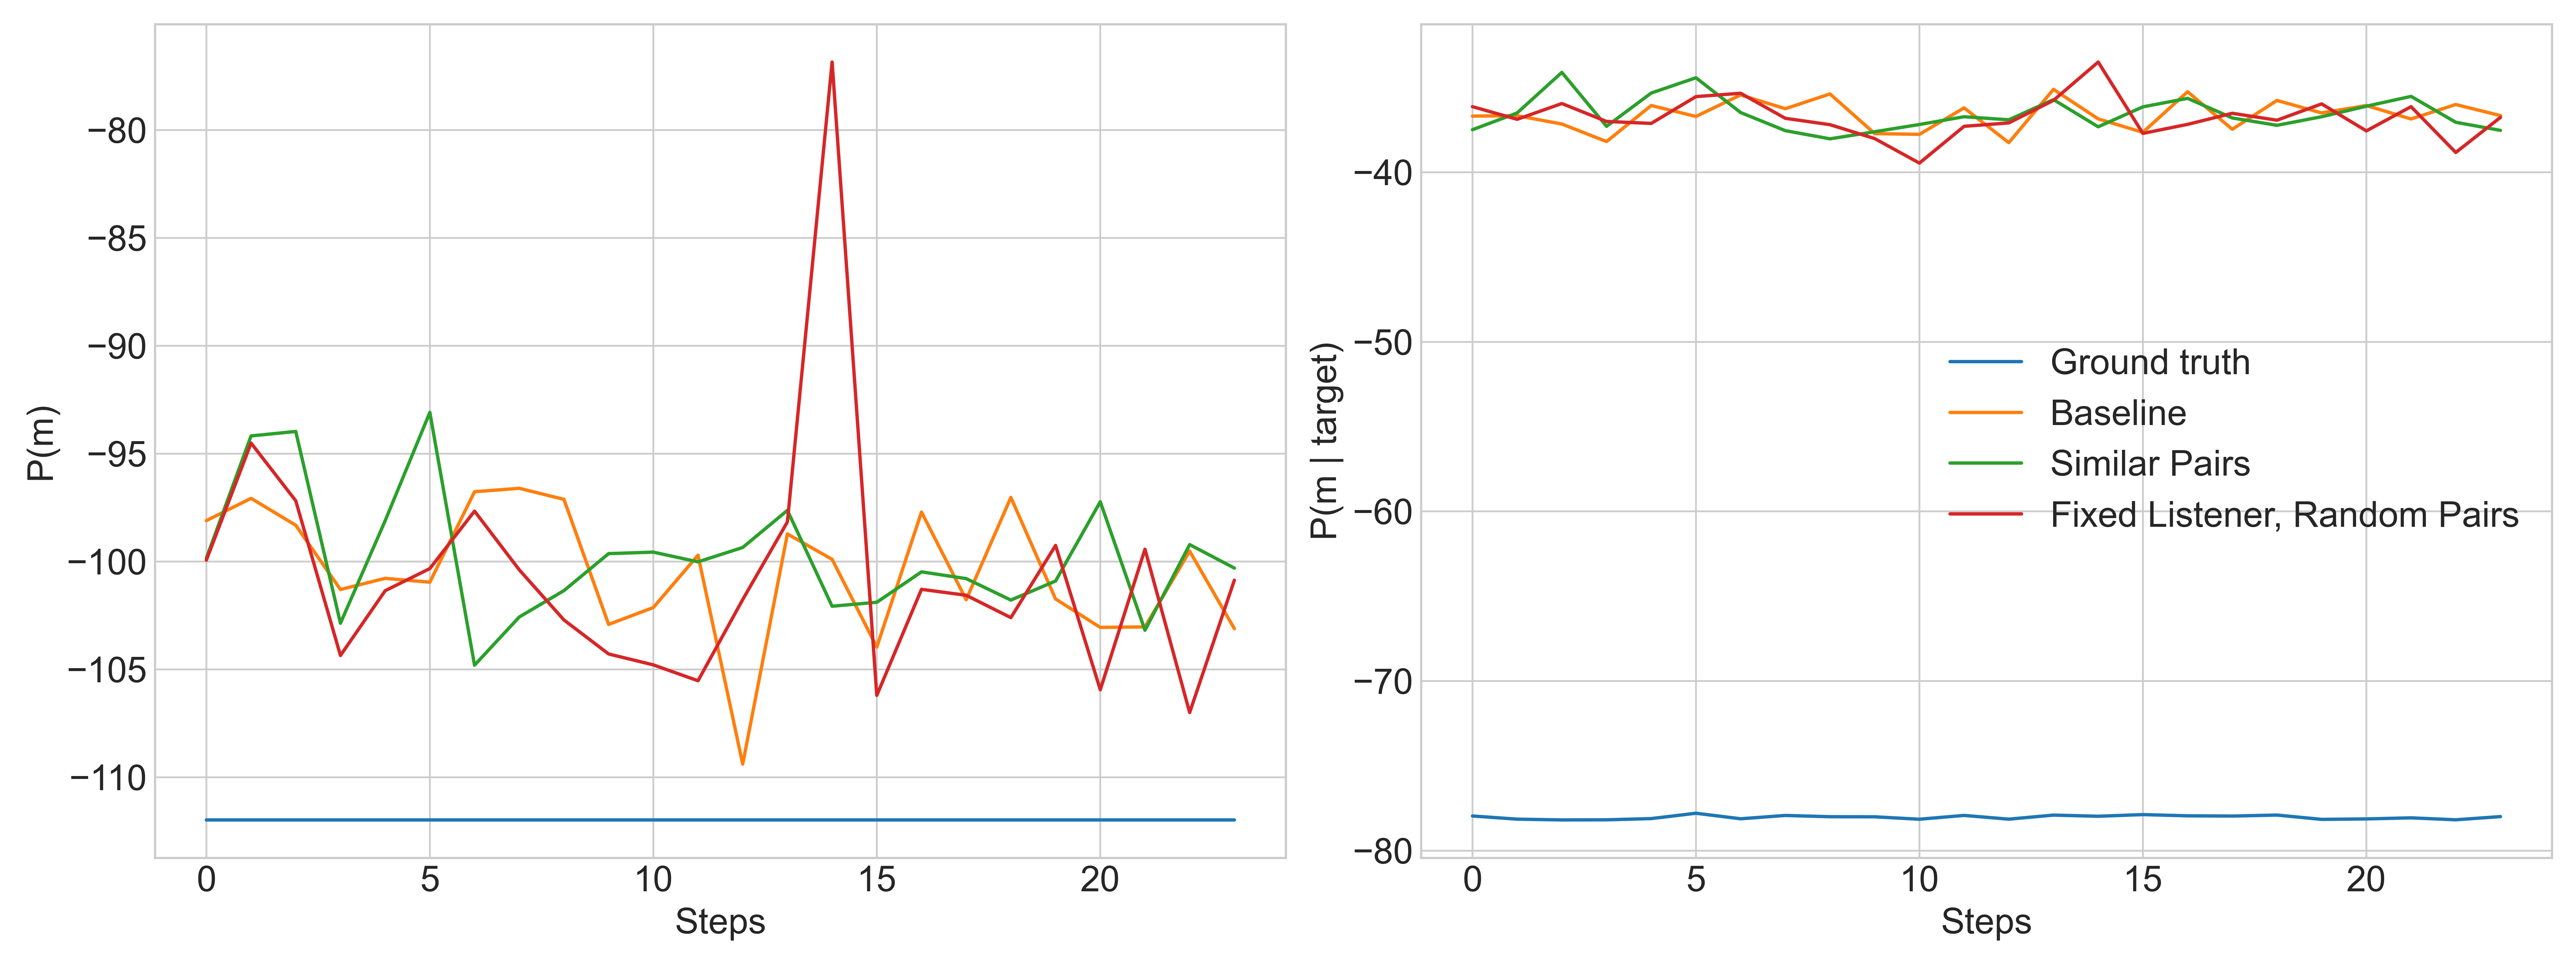 P(m)
−80
−85
−90
−95
−100
−105
−110
0 5 10 15 20
Steps
P(m | target)
−40
−50
−60
−70
−80
Ground truth
Baseline
Similar Pairs
Fixed Listener, Random Pairs
0 5 10 15 20
Steps